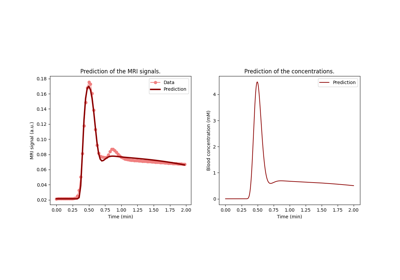 Prediction of the MRI signals.
0.18
0.16
0.14
0.12
0.10
0.08
0.06
0.04
0.02
MRI signal (a.u.)
Data
Prediction
0.00 0.25 0.50 0.75 1.00 1.25 1.50 1.75 2.00
Time (min)
Prediction of the concentrations.
4
3
2
1
0
Blood concentration (mM)
Prediction
0.00 0.25 0.50 0.75 1.00 1.25 1.50 1.75 2.00
Time (min)